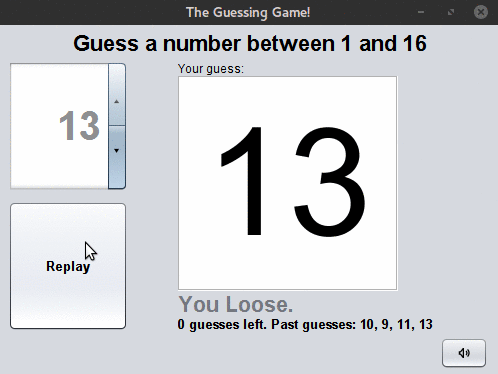 The Guessing Game!
Guess a number between 1 and 16
13
Your guess:
13
Replay
You Loose.
0 guesses left. Past guesses: 10, 9, 11, 13